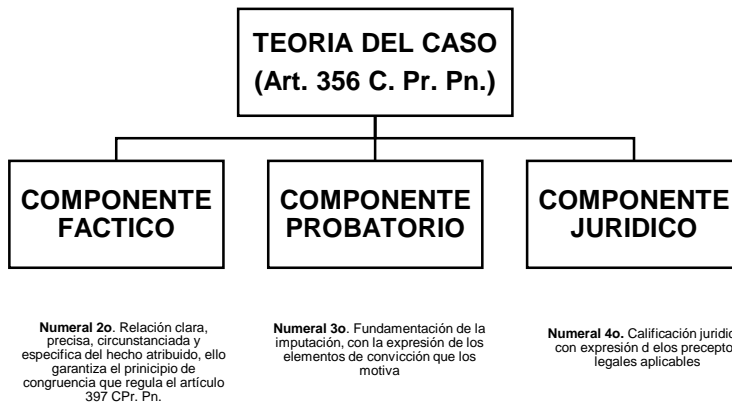 TEORIA DEL CASO
(Art. 356 C. Pr. Pn.)
COMPONENTE
FACTICO
COMPONENTE
PROBATORIO
COMPONENTE
JURIDICO
Numeral 2o. Relación clara,
precisa, circunstanciada y
especifica del hecho atribuido, ello
garantiza el prinicipio de
congruencia que regula el artículo
397 CPr. Pn.
Numeral 3o. Fundamentación de la
imputación, con la expresión de los
elementos de convicción que los
motiva
Numeral 4o. Calificación
con expresión d elos
legales aplicables